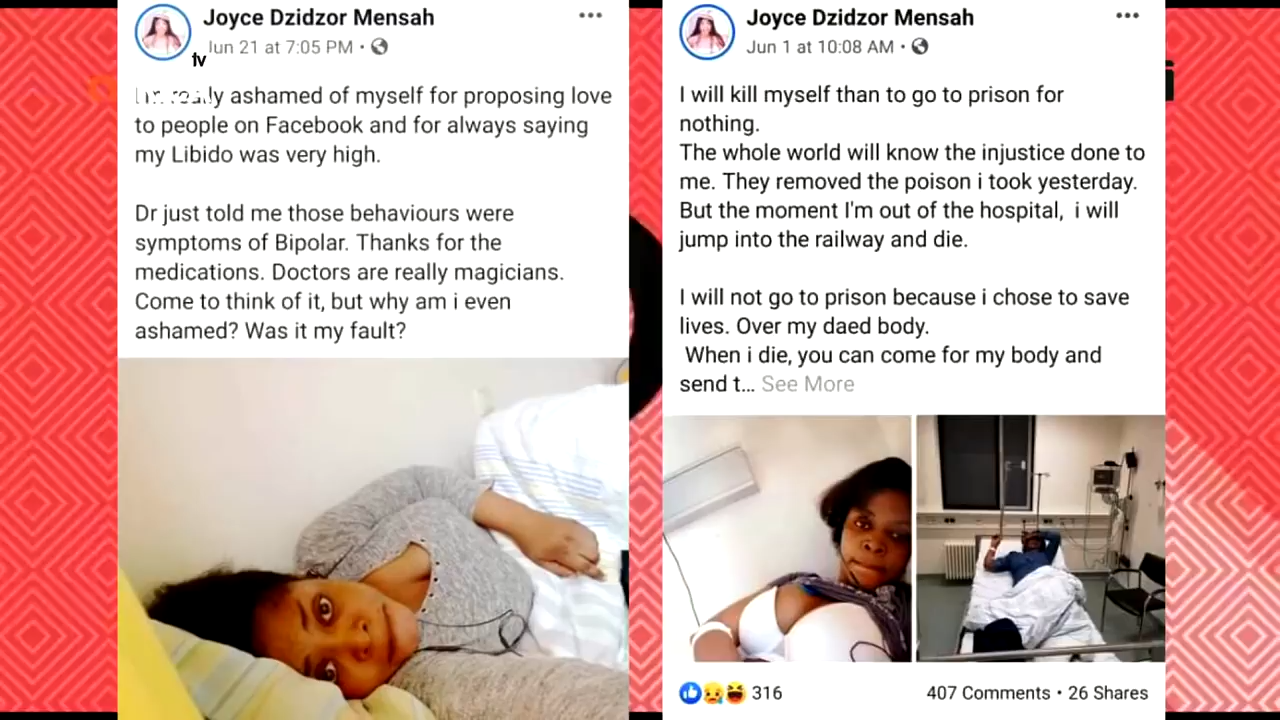 Joyce Dzidzor Mensah
Jun 21 at 7:05 PM
tv
ashamed of myself for proposing love
to people on Facebook and for always saying
my Libido was very high.
Dr just told me those behaviours were
symptoms of Bipolar. Thanks for the
medications. Doctors are really magicians.
Come to think of it, but why am i even
ashamed? Was it my fault?
Joyce Dzidzor Mensah
Jun 1 at 10:08 AM
I will kill myself than to go to prison for
nothing.
The whole world will know the injustice done to
me. They removed the poison i took yesterday.
But the moment I'm out of the hospital, i will
jump into the railway and die.
I will not go to prison because i chose to save
lives. Over my daed body.
When i die, you can come for my body and
send t... See More
316
407 Comments • 26 Shares